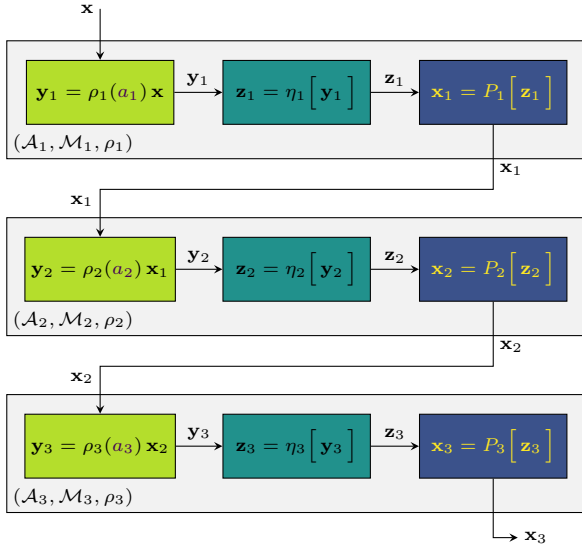 𝐱
𝐲₁ = ρ₁(a₁) 𝐱
𝐲₁
𝐳₁ = η₁[𝐲₁]
𝐳₁
𝐱₁ = P₁[𝐳₁]
(𝒜₁, ℳ₁, ρ₁)
𝐱₁
𝐱₁
𝐲₂ = ρ₂(a₂) 𝐱₁
𝐲₂
𝐳₂ = η₂[𝐲₂]
𝐳₂
𝐱₂ = P₂[𝐳₂]
(𝒜₂, ℳ₂, ρ₂)
𝐱₂
𝐱₂
𝐲₃ = ρ₃(a₃) 𝐱₂
𝐲₃
𝐳₃ = η₃[𝐲₃]
𝐳₃
𝐱₃ = P₃[𝐳₃]
(𝒜₃, ℳ₃, ρ₃)
𝐱₃